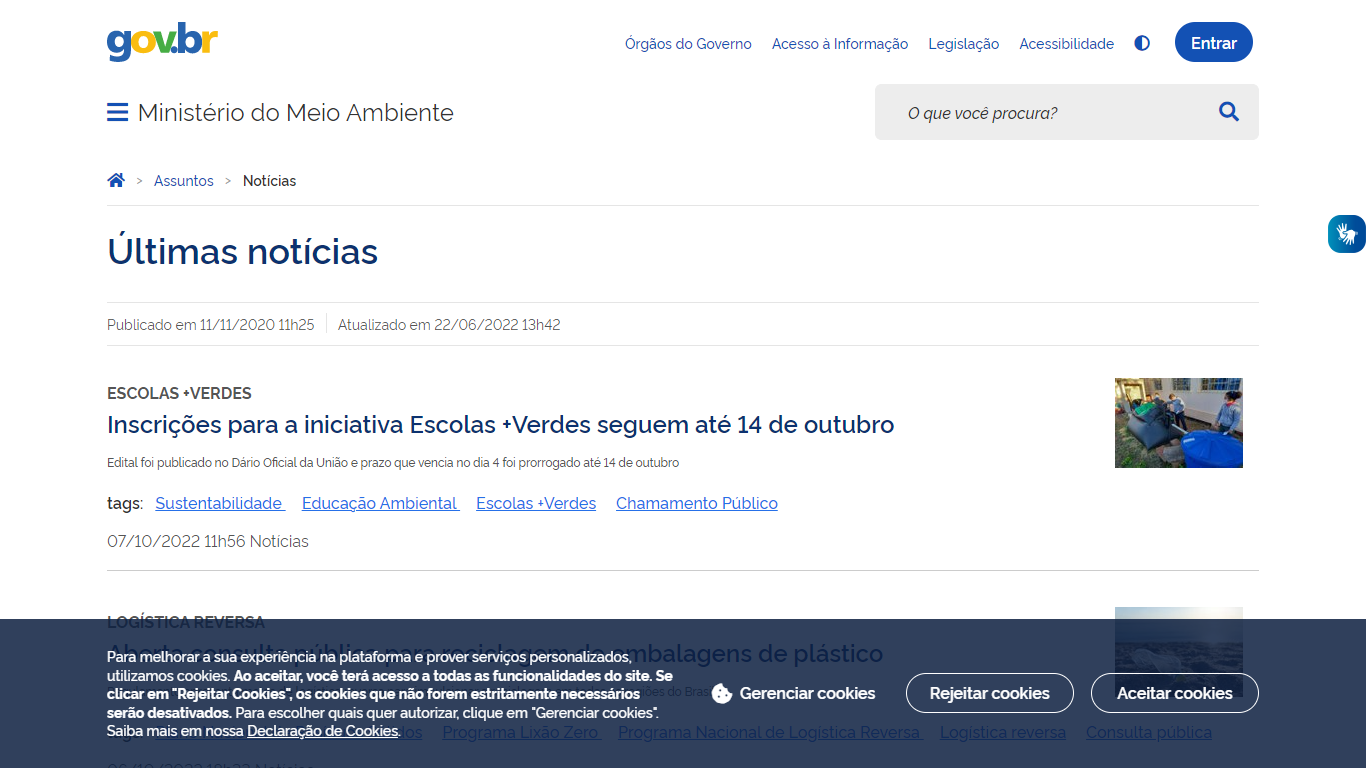 gov.br
Órgãos do Governo Acesso à Informação Legislação Acessibilidade Entrar
Ministério do Meio Ambiente
O que você procura?
> Assuntos > Notícias
Últimas notícias
Publicado em 11/11/2020 11h25 Atualizado em 22/06/2022 13h42
ESCOLAS +VERDES
Inscrições para a iniciativa Escolas +Verdes seguem até 14 de outubro
Edital foi publicado no Dário Oficial da União e prazo que vencia no dia 4 foi prorrogado até 14 de outubro
tags: Sustentabilidade Educação Ambiental Escolas +Verdes Chamamento Público
07/10/2022 11h56 Notícias
LOGÍSTICA REVERSA
Aberta consulta pública para reciclagem de embalagens de plástico
Para melhorar a sua experiência na plataforma e prover serviços personalizados,
utilizamos cookies. Ao aceitar, você terá acesso a todas as funcionalidades do site. Se
clicar em "Rejeitar Cookies", os cookies que não forem estritamente necessários
serão desativados. Para escolher quais quer autorizar, clique em "Gerenciar cookies".
Saiba mais em nossa Declaração de Cookies.
Gerenciar cookies Rejeitar cookies Aceitar cookies
Programa Lixão Zero Programa Nacional de Logística Reversa Logística reversa Consulta pública